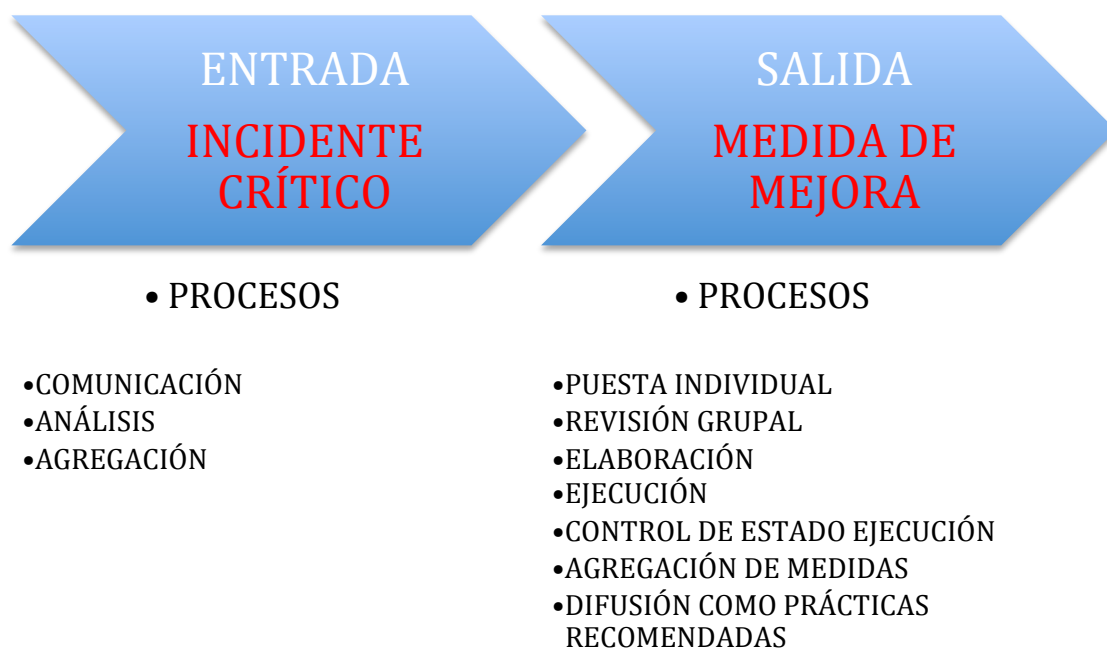 ENTRADA
INCIDENTE
CRÍTICO
• PROCESOS
•COMUNICACIÓN
•ANÁLISIS
•AGREGACIÓN
SALIDA
MEDIDA DE
MEJORA
• PROCESOS
•PUESTA INDIVIDUAL
•REVISIÓN GRUPAL
•ELABORACIÓN
•EJECUCIÓN
•CONTROL DE ESTADO EJECUCIÓN
•AGREGACIÓN DE MEDIDAS
•DIFUSIÓN COMO PRÁCTICAS
RECOMENDADAS